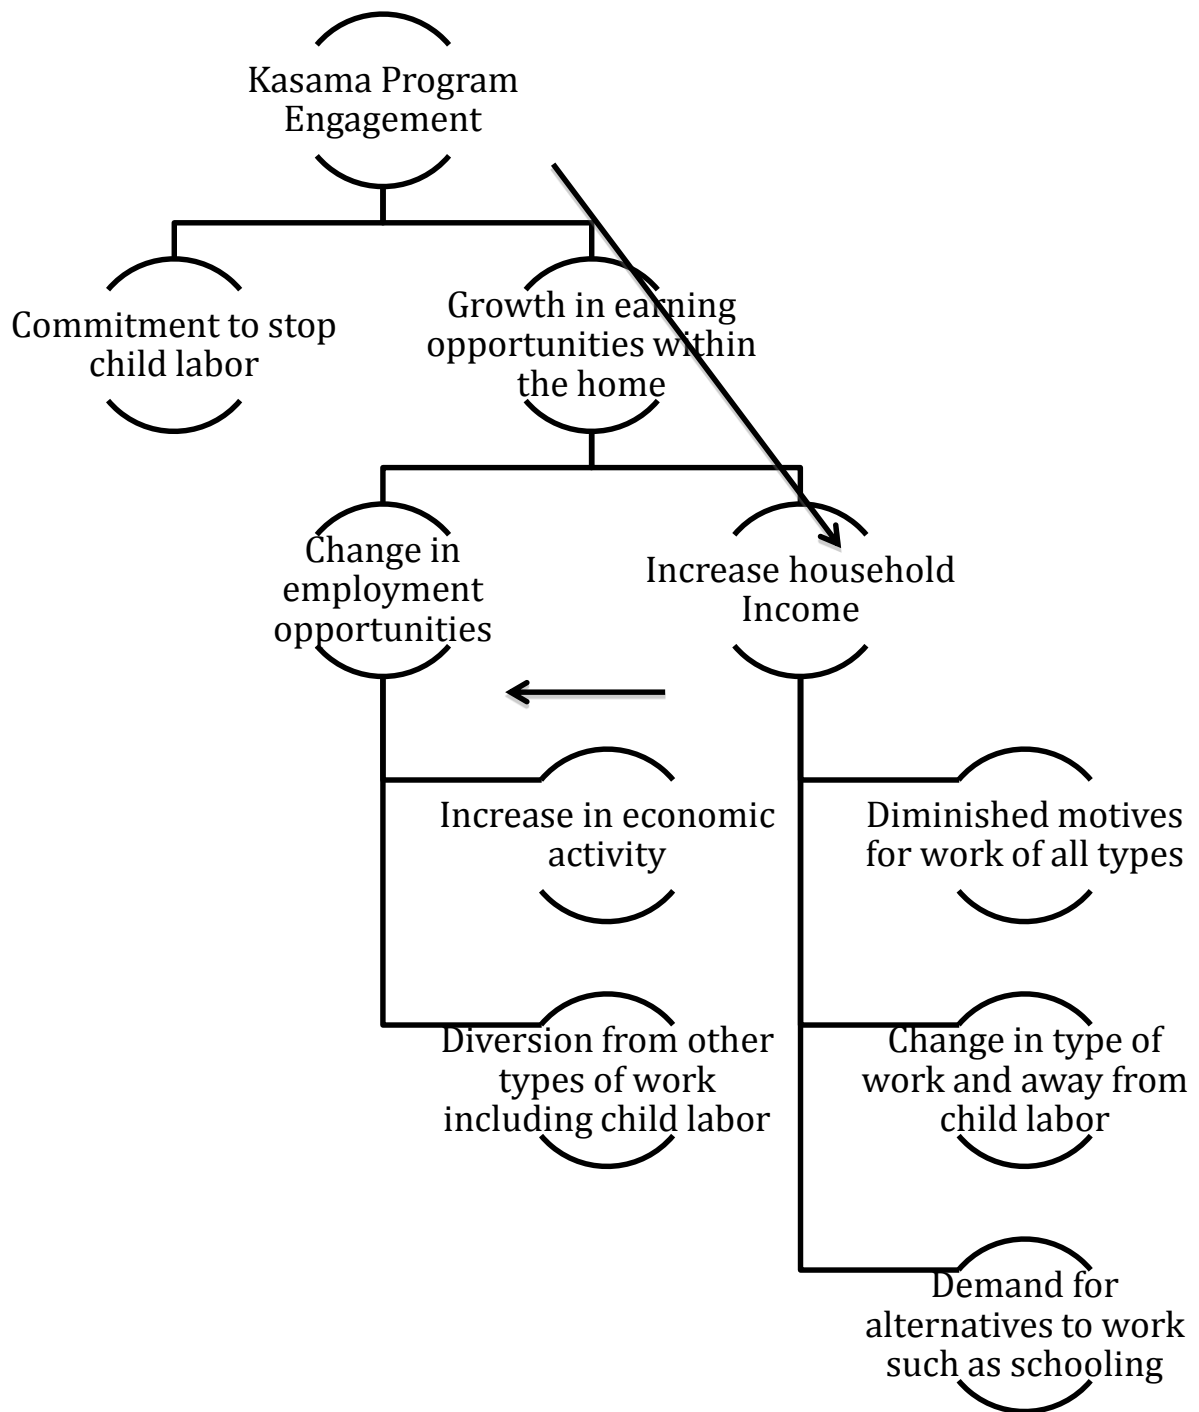 Kasama Program
Engagement
Commitment to stop
child labor
Growth in earning
opportunities within
the home
Change in
employment
opportunities
Increase household
Income
Increase in economic
activity
Diminished motives
for work of all types
Diversion from other
types of work
including child labor
Change in type of
work and away from
child labor
Demand for
alternatives to work
such as schooling